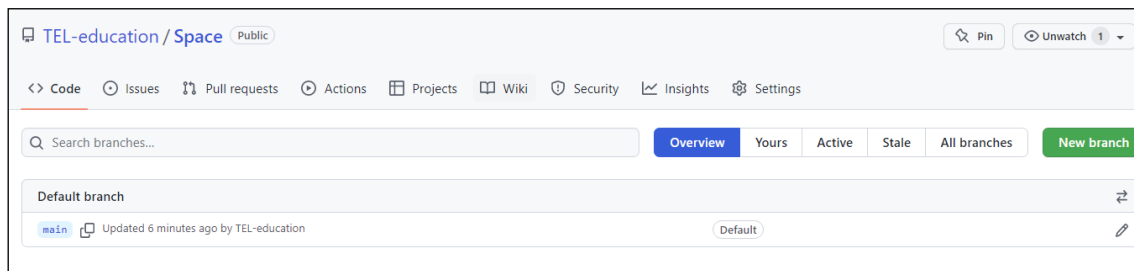 TEL-education / Space Public
Pin
Unwatch 1
Code Issues Pull requests Actions Projects Wiki Security Insights Settings
Search branches...
Overview Yours Active Stale All branches New branch
Default branch
main Updated 6 minutes ago by TEL-education Default